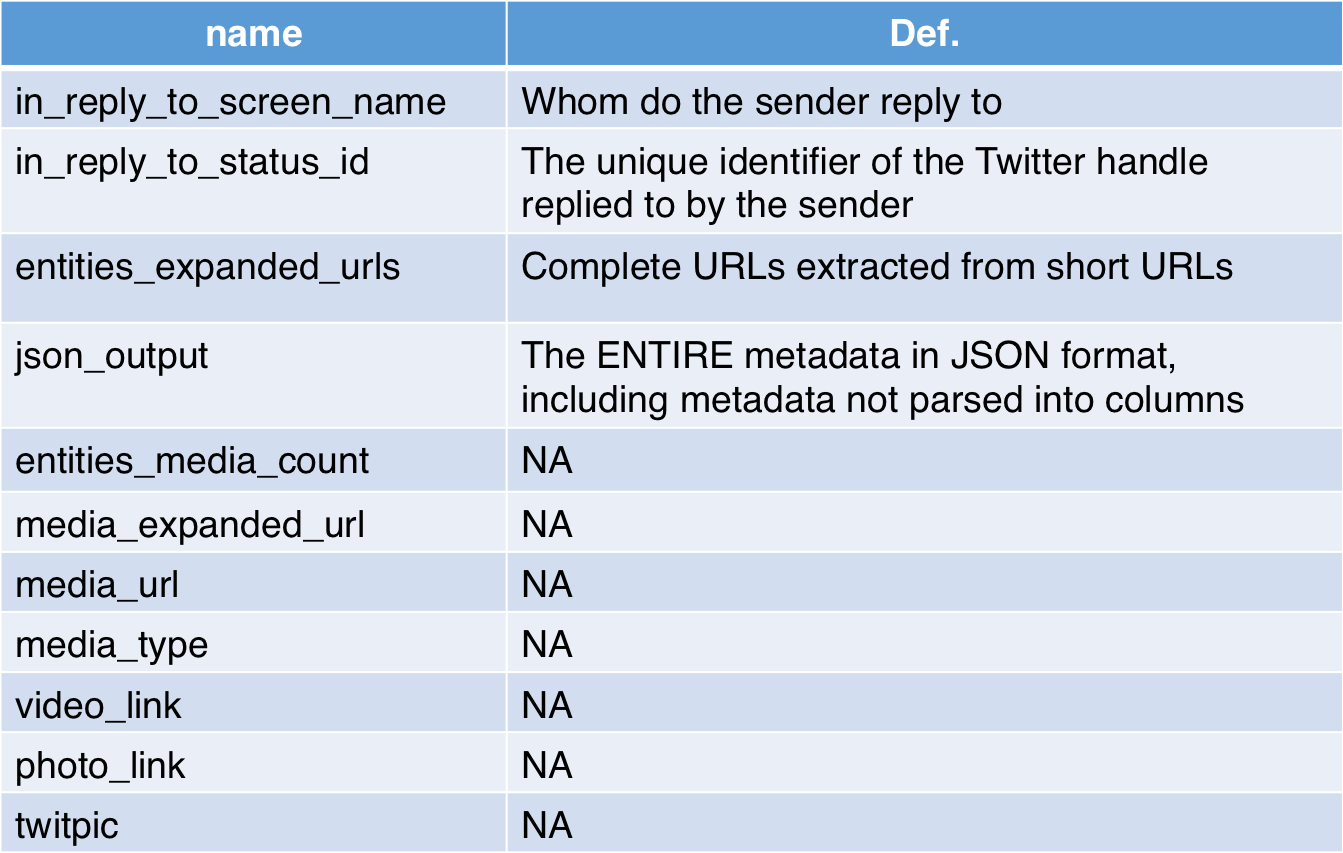 name Def.
in_reply_to_screen_name Whom do the sender reply to
in_reply_to_status_id The unique identifier of the Twitter handle
replied to by the sender
entities_expanded_urls Complete URLs extracted from short URLs
json_output The ENTIRE metadata in JSON format,
including metadata not parsed into columns
entities_media_count NA
media_expanded_url NA
media_url NA
media_type NA
video_link NA
photo_link NA
twitpic NA